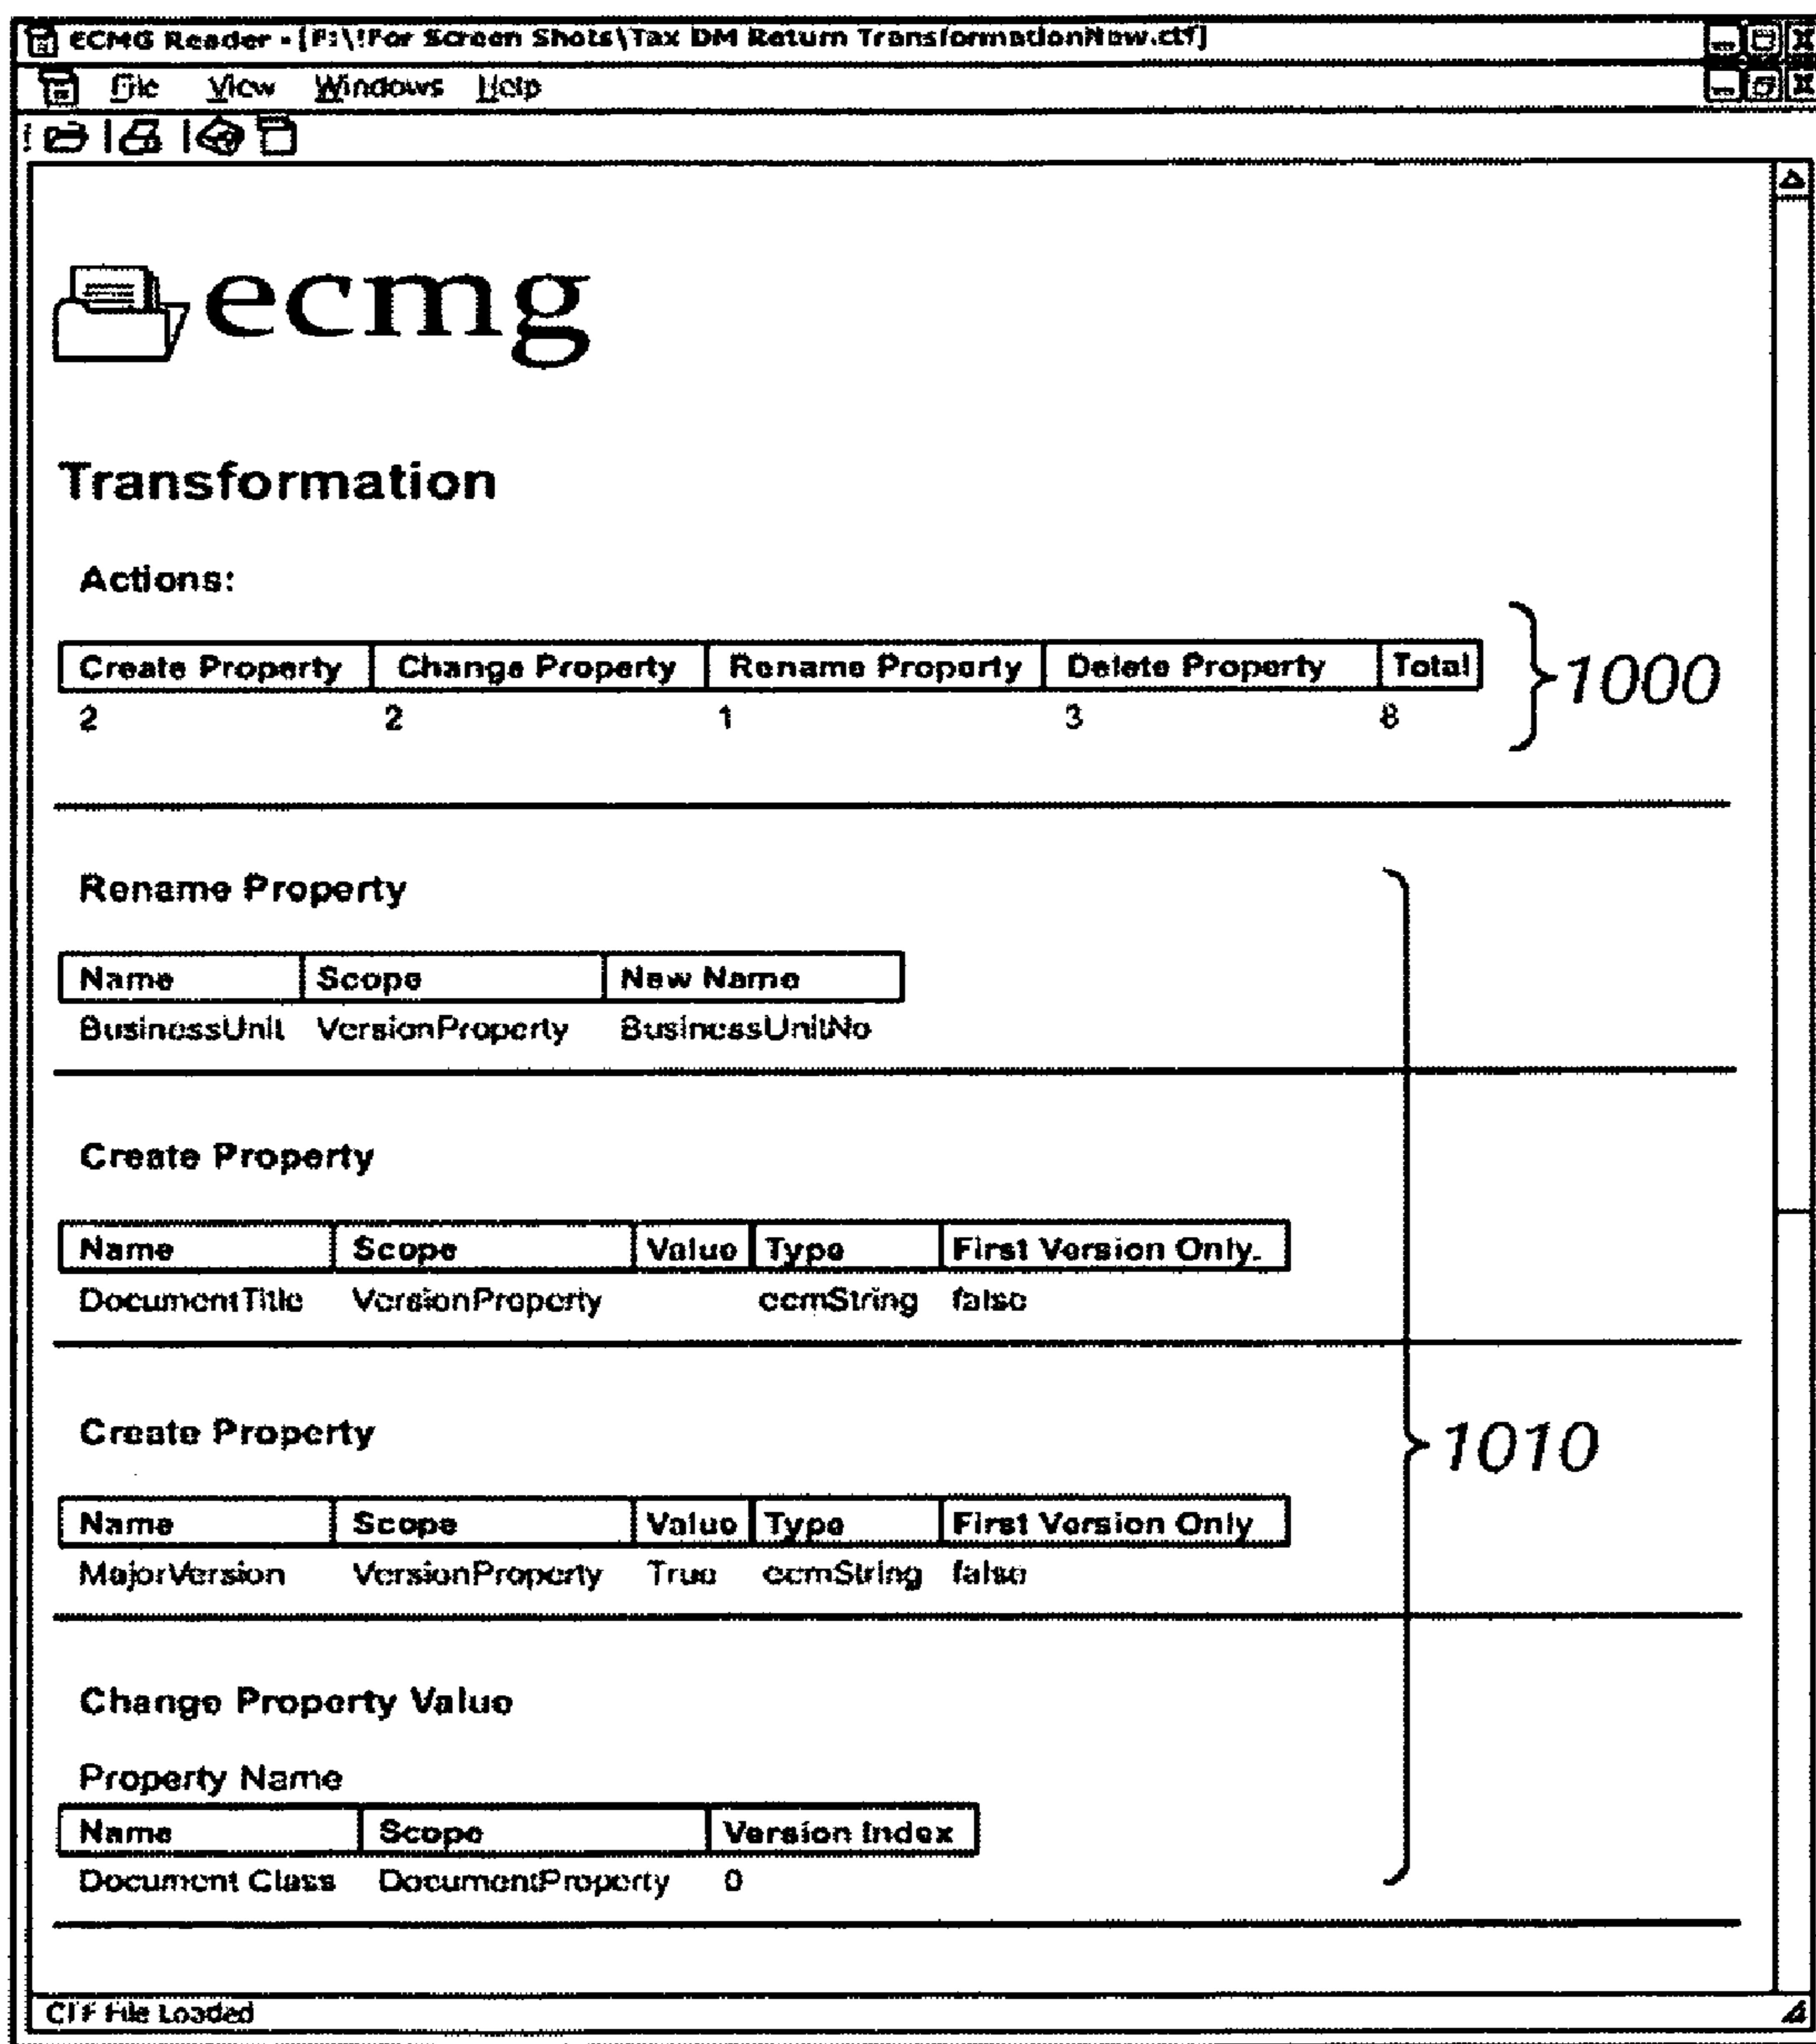 ECMG Reader - [F:\!For Screen Shots\Tax DM Return TransformationNew.ctf]
File View Windows Help
ecmg
Transformation
Actions:
Create Property Change Property Rename Property Delete Property Total
2 2 1 3 8
1000
Rename Property
Name Scope New Name
BusinessUnit VersionProperty BusinessUnitNo
Create Property
Name Scope Value Type First Version Only.
DocumentTitle VersionProperty ecmString false
Create Property
Name Scope Value Type First Version Only
MajorVersion VersionProperty True ecmString false
1010
Change Property Value
Property Name
Name Scope Version Index
Document Class DocumentProperty 0
CTF File Loaded